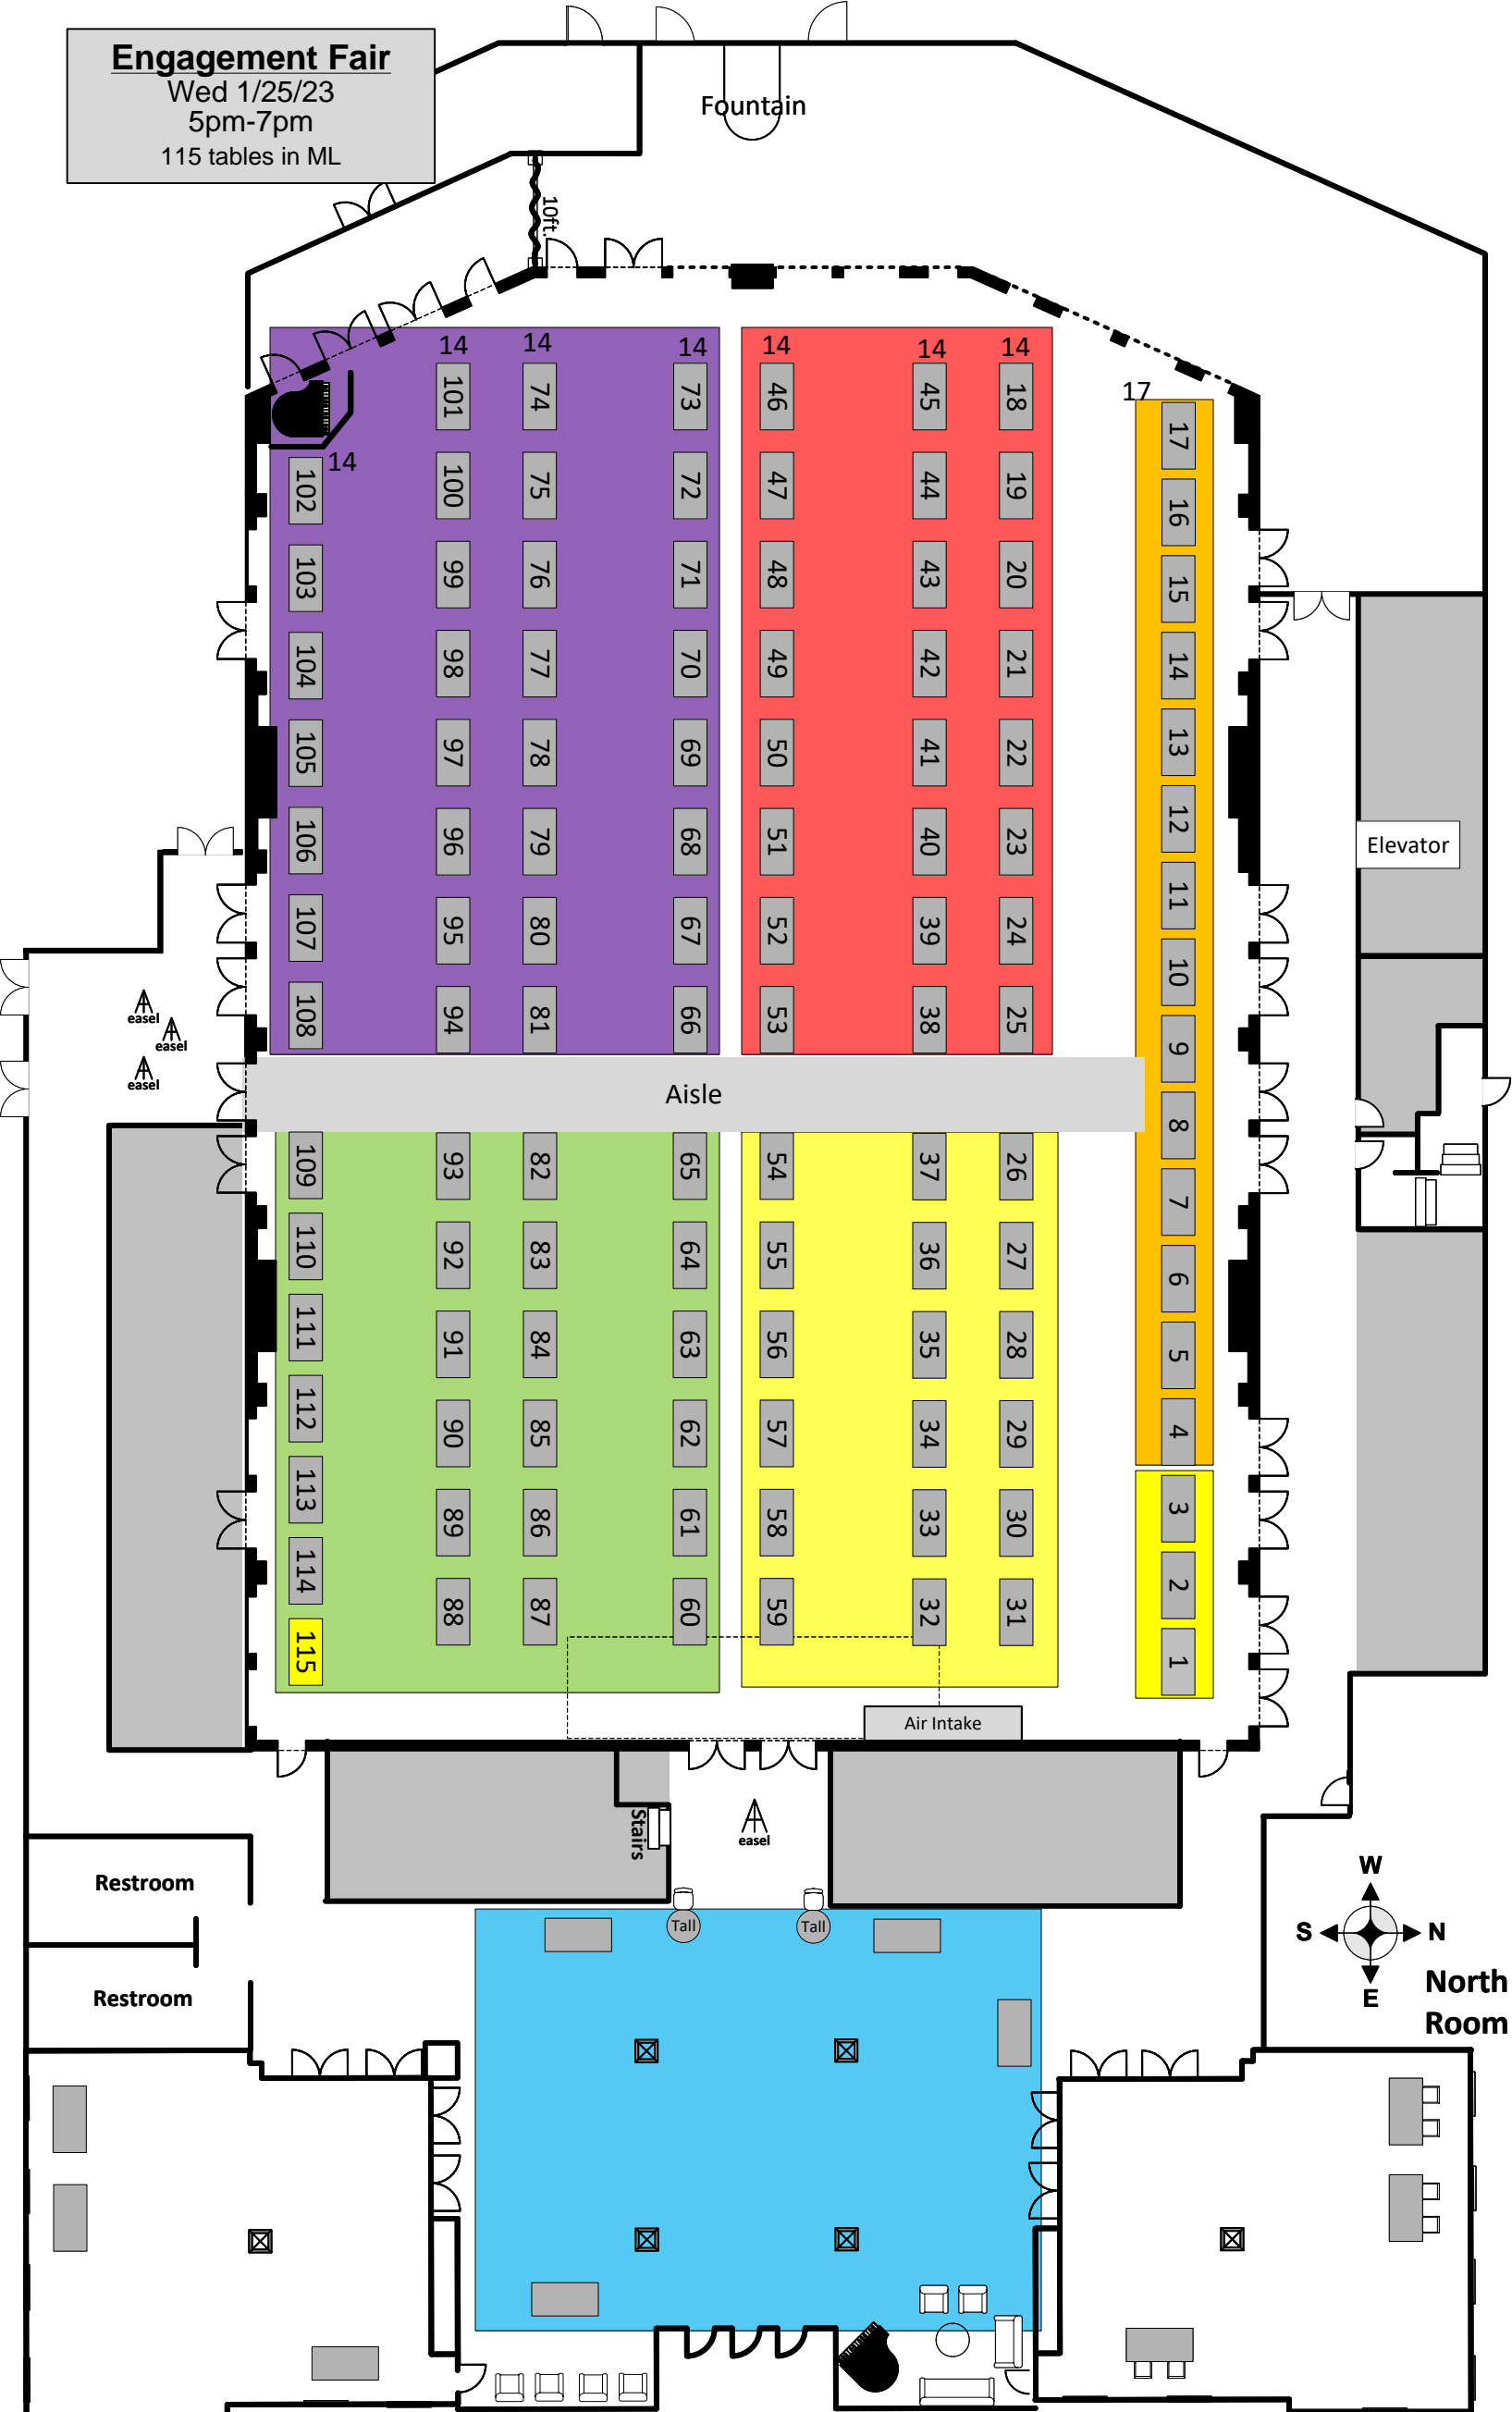 Engagement Fair
Wed 1/25/23
5pm-7pm
115 tables in ML
Fountain
10ft.
14 14 14 14 14 14
17
14
101 74 73 46 45 18
17
102 100 75 72 47 44 19
16
103 99 76 71 48 43 20
15
104 98 77 70 49 42 21
14
105 97 78 69 50 41 22
13
106 96 79 68 51 40 23
12
Elevator
107 95 80 67 52 39 24
11
10
108 94 81 66 53 38 25
9
easel
easel
easel
Aisle
8
109 93 82 65 54 37 26
7
110 92 83 64 55 36 27
6
111 91 84 63 56 35 28
5
112 90 85 62 57 34 29
4
113 89 86 61 58 33 30
3
114 88 87 60 59 32 31
2
115
1
Air Intake
Stairs
easel
Restroom
Restroom
Tall Tall
W
S N
E
North
Room